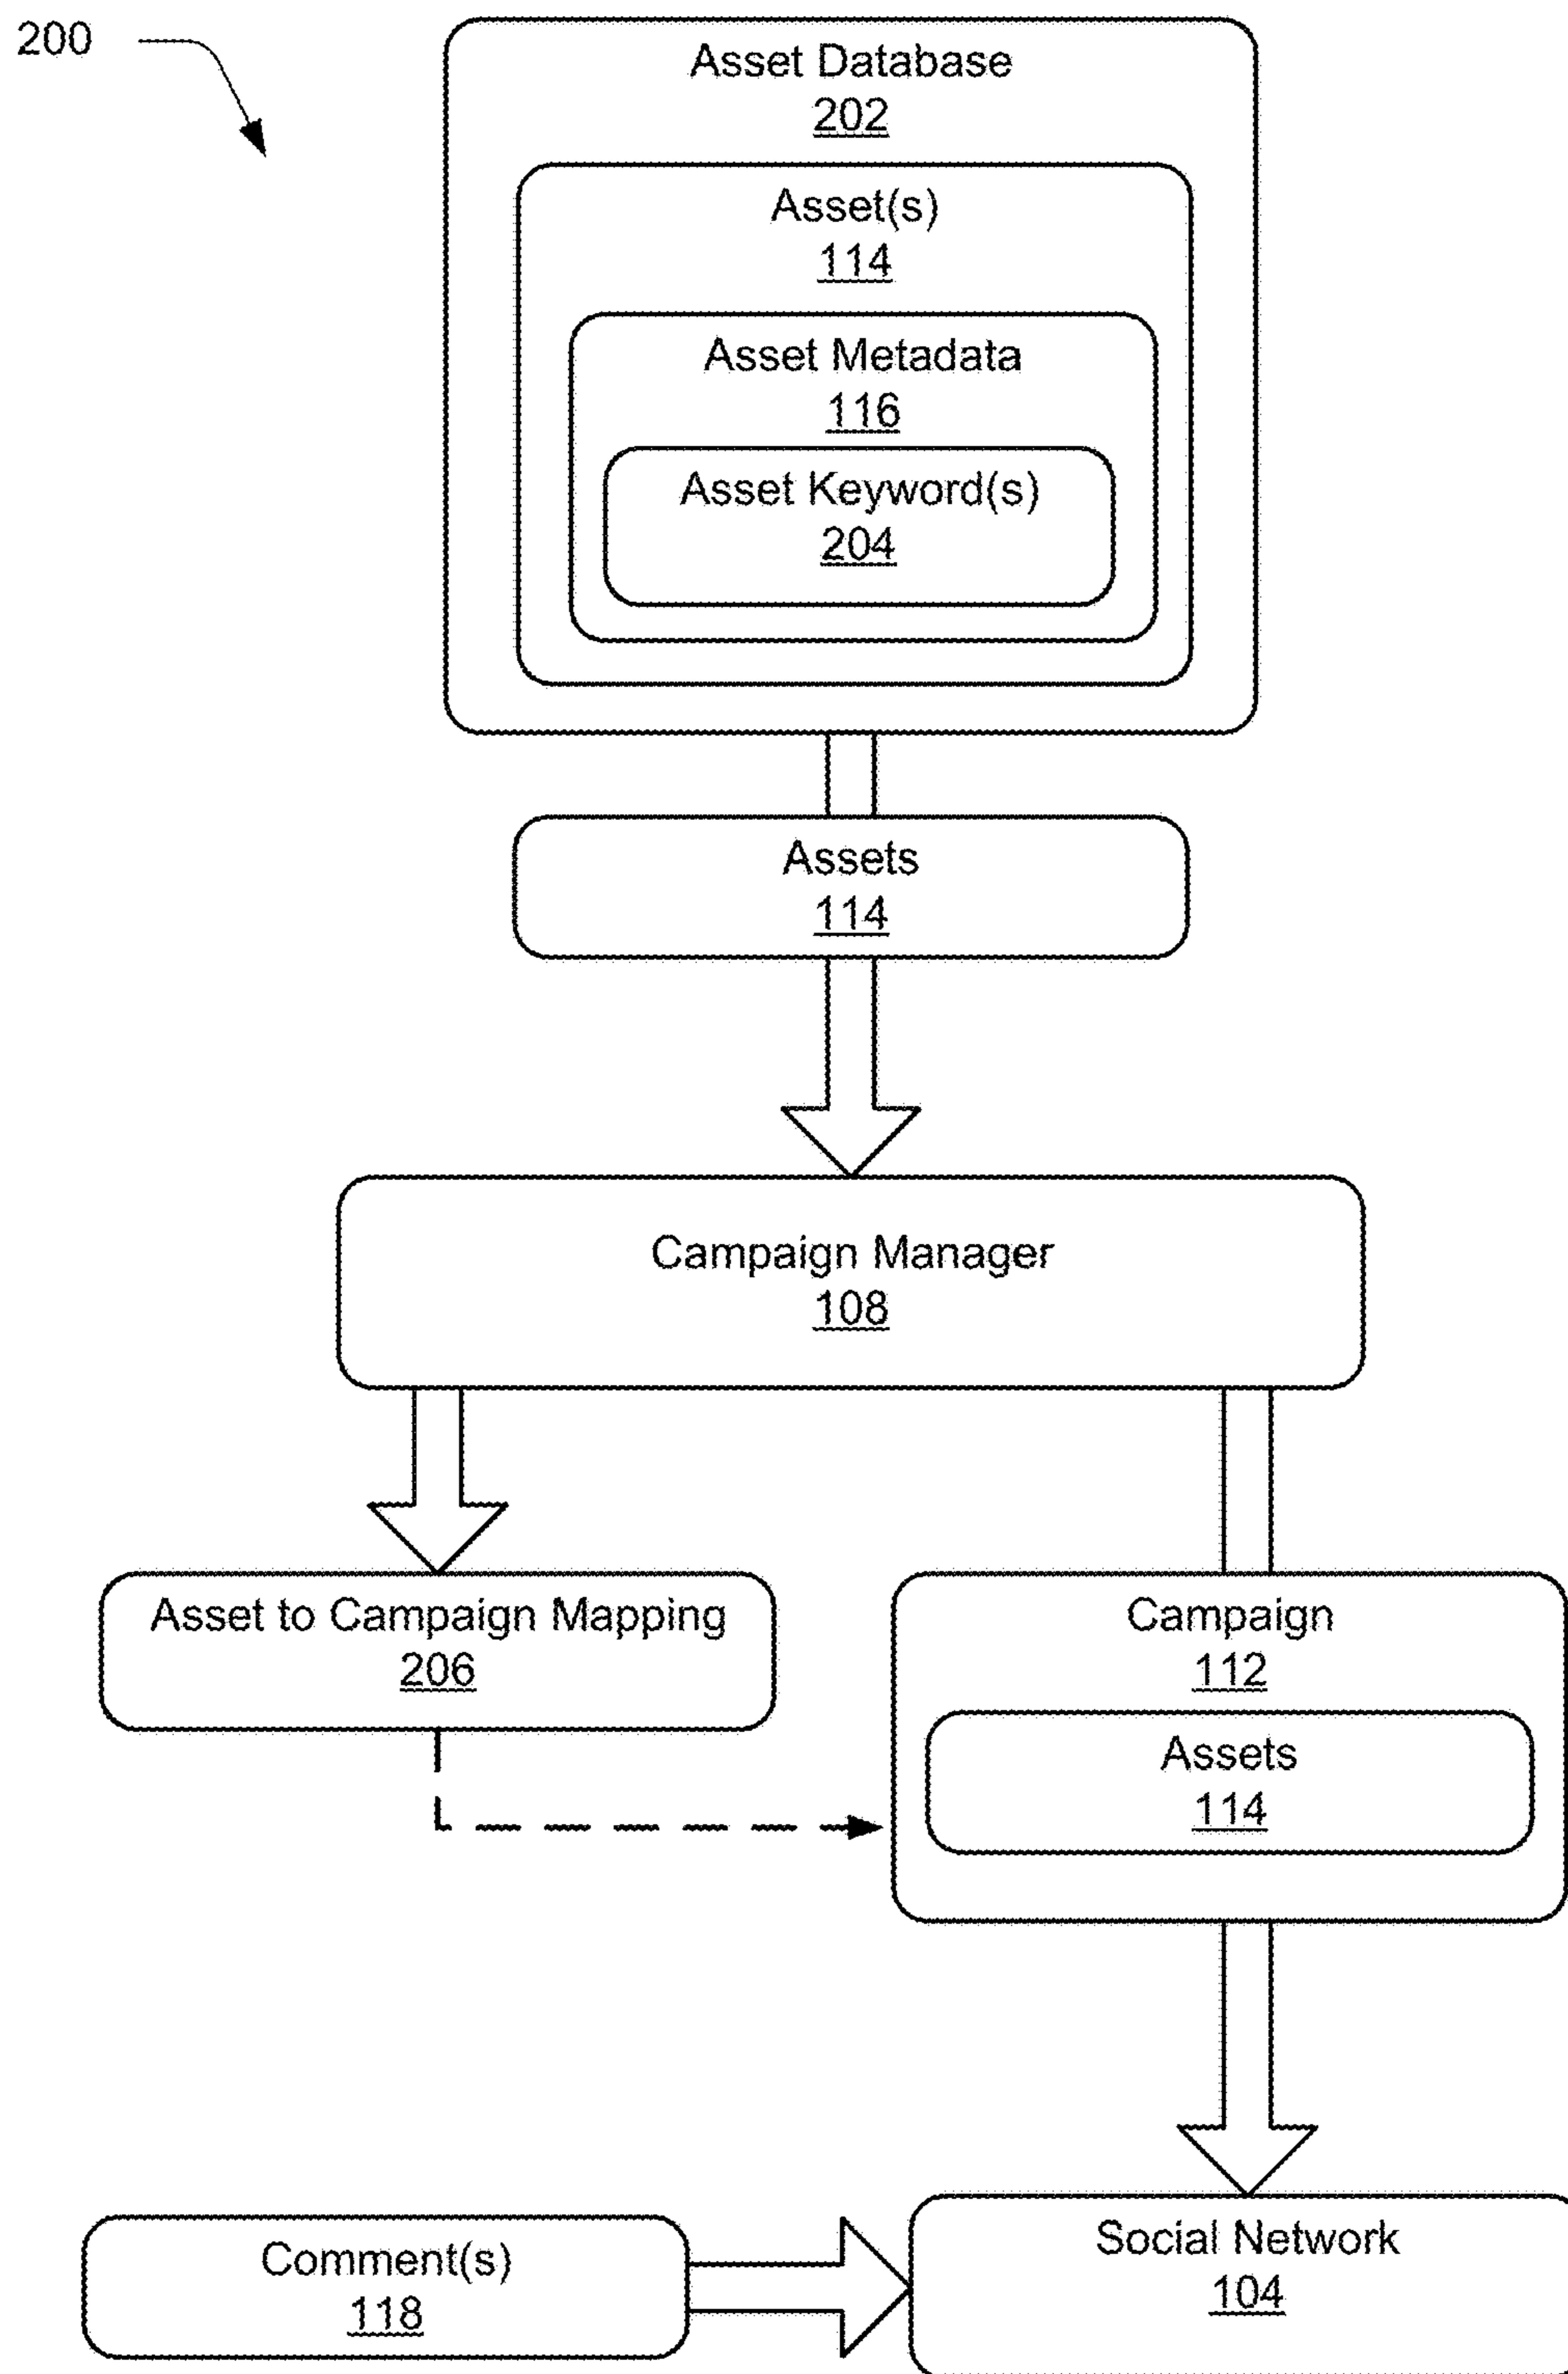 200
Asset Database
202
Asset(s)
114
Asset Metadata
116
Asset Keyword(s)
204
Assets
114
Campaign Manager
108
Asset to Campaign Mapping
206
Campaign
112
Assets
114
Comment(s)
118
Social Network
104